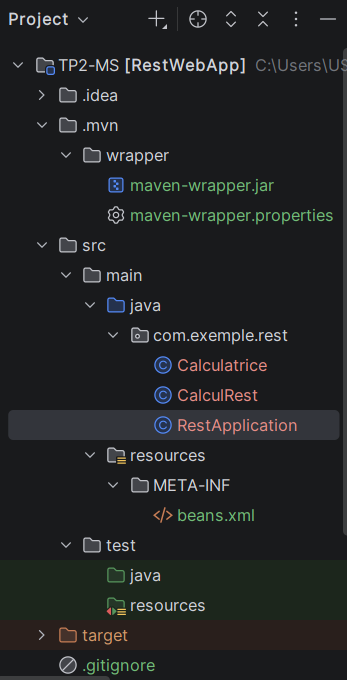 Project
TP2-MS [RestWebApp] C:\Users\US
.idea
.mvn
wrapper
maven-wrapper.jar
maven-wrapper.properties
src
main
java
com.exemple.rest
Calculatrice
CalculRest
RestApplication
resources
META-INF
beans.xml
test
java
resources
target
.gitignore